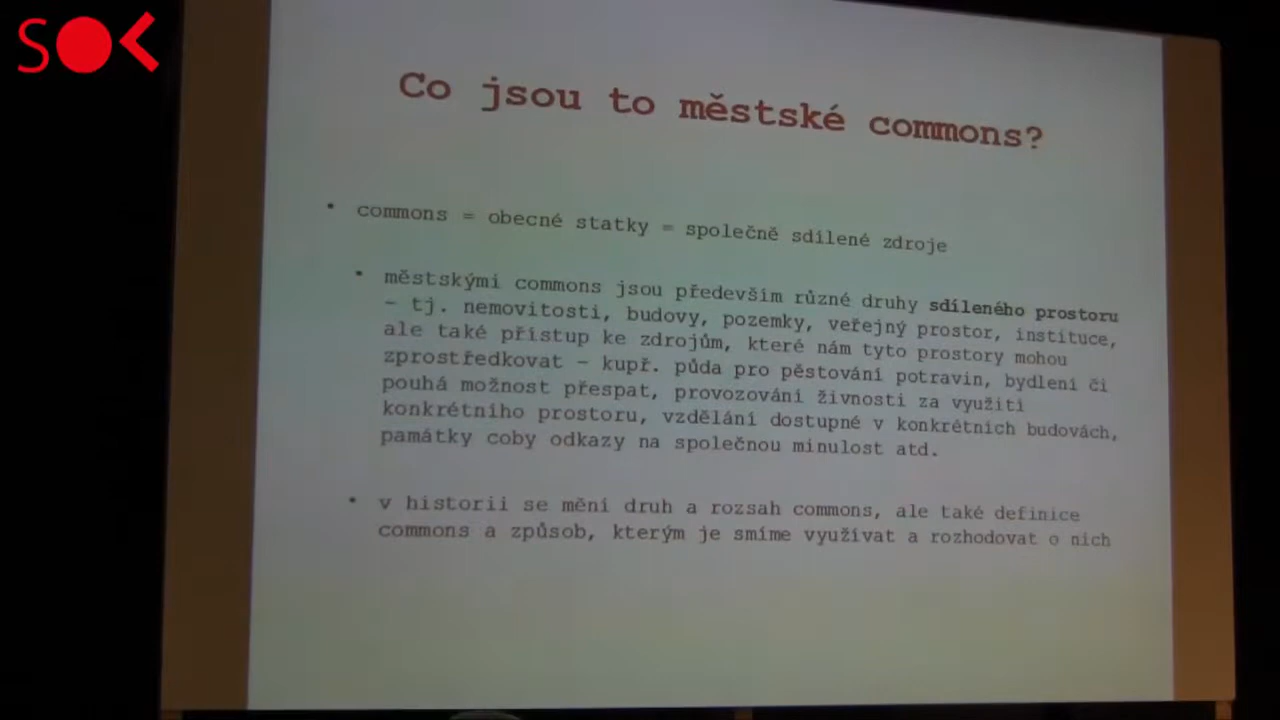 SOK
Co jsou to městské commons?
• commons = obecné statky = společně sdílené zdroje
• městskými commons jsou především různé druhy sdíleného prostoru
– tj. nemovitosti, budovy, pozemky, veřejný prostor, instituce,
ale také přístup ke zdrojům, které nám tyto prostory mohou
zprostředkovat – kupř. půda pro pěstování potravin, bydlení či
pouhá možnost přespat, provozování živnosti za využití
konkrétního prostoru, vzdělání dostupné v konkrétních budovách,
památky coby odkazy na společnou minulost atd.
• v historii se mění druh a rozsah commons, ale také definice
commons a způsob, kterým je smíme využívat a rozhodovat o nich